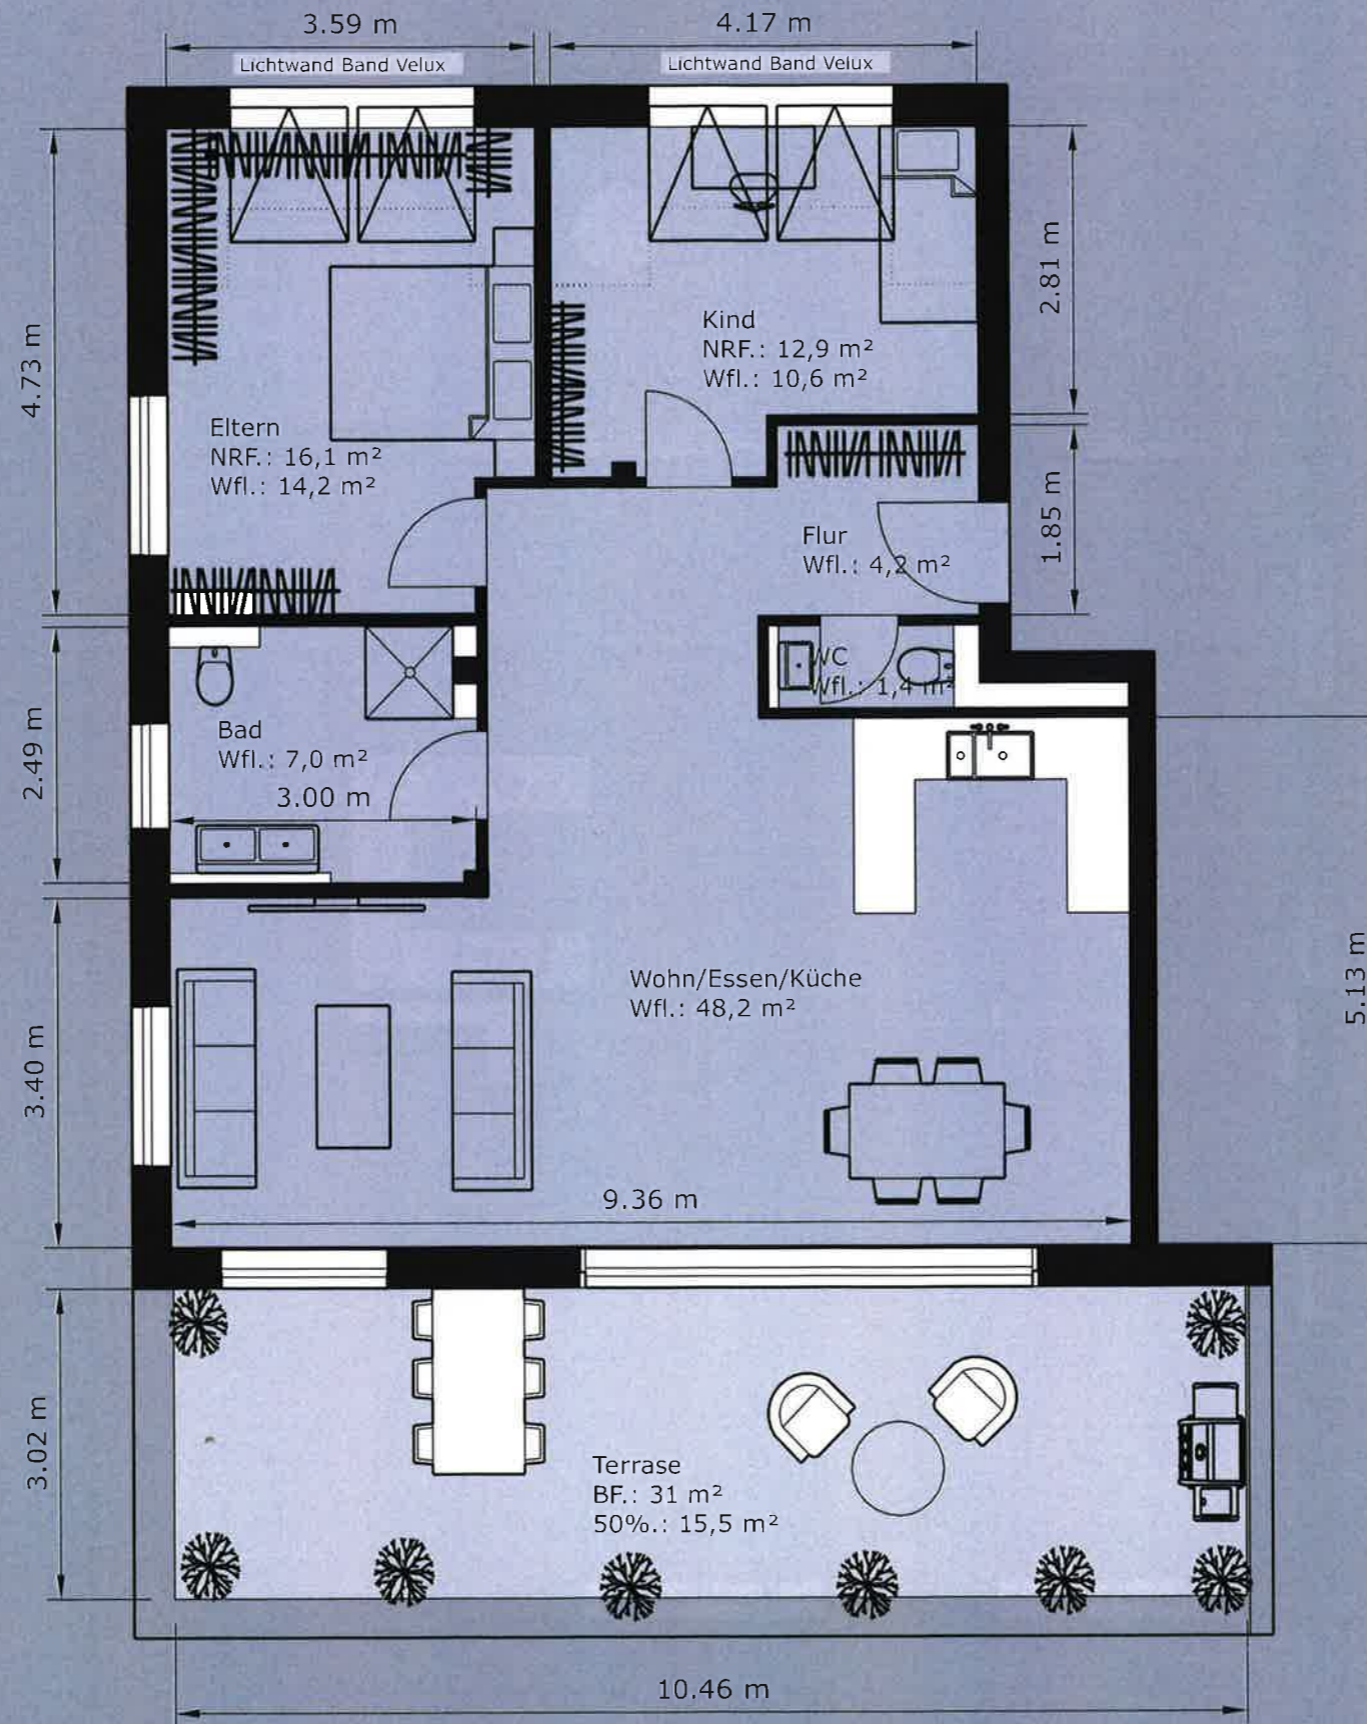 3.59 m
4.17 m
Lichtwand Band Velux
Lichtwand Band Velux
4.73 m
2.81 m
Kind
NRF.: 12,9 m²
Wfl.: 10,6 m²
Eltern
NRF.: 16,1 m²
Wfl.: 14,2 m²
1.85 m
Flur
Wfl.: 4,2 m²
WC
Wfl.: 1,4 m²
2.49 m
Bad
Wfl.: 7,0 m²
3.00 m
5.13 m
Wohn/Essen/Küche
Wfl.: 48,2 m²
3.40 m
9.36 m
3.02 m
Terrase
BF.: 31 m²
50%.: 15,5 m²
10.46 m